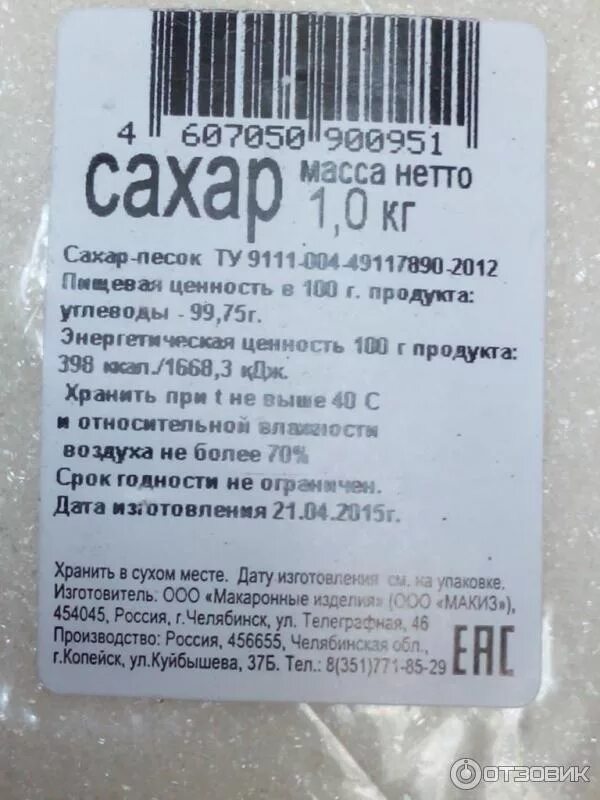 4 607050 900951
сахар масса нетто
1,0 кг
Сахар-песок ТУ 9111-004-49117890-2012
Пищевая ценность в 100 г. продукта:
углеводы - 99,75г.
Энергетическая ценность 100 г продукта:
398 ккал./1668,3 кДж.
Хранить при t не выше 40 С
и относительной влажности
воздуха не более 70%
Срок годности не ограничен.
Дата изготовления 21.04.2015г.
Хранить в сухом месте. Дату изготовления см. на упаковке.
Изготовитель: ООО «Макаронные изделия» (ООО «МАКИЗ»),
454045, Россия, г.Челябинск, ул. Телеграфная, 46
Производство: Россия, 456655, Челябинская обл.,
г.Копейск, ул.Куйбышева, 37Б. Тел.: 8(351)771-85-29
ЕАС
ОТЗОВИК